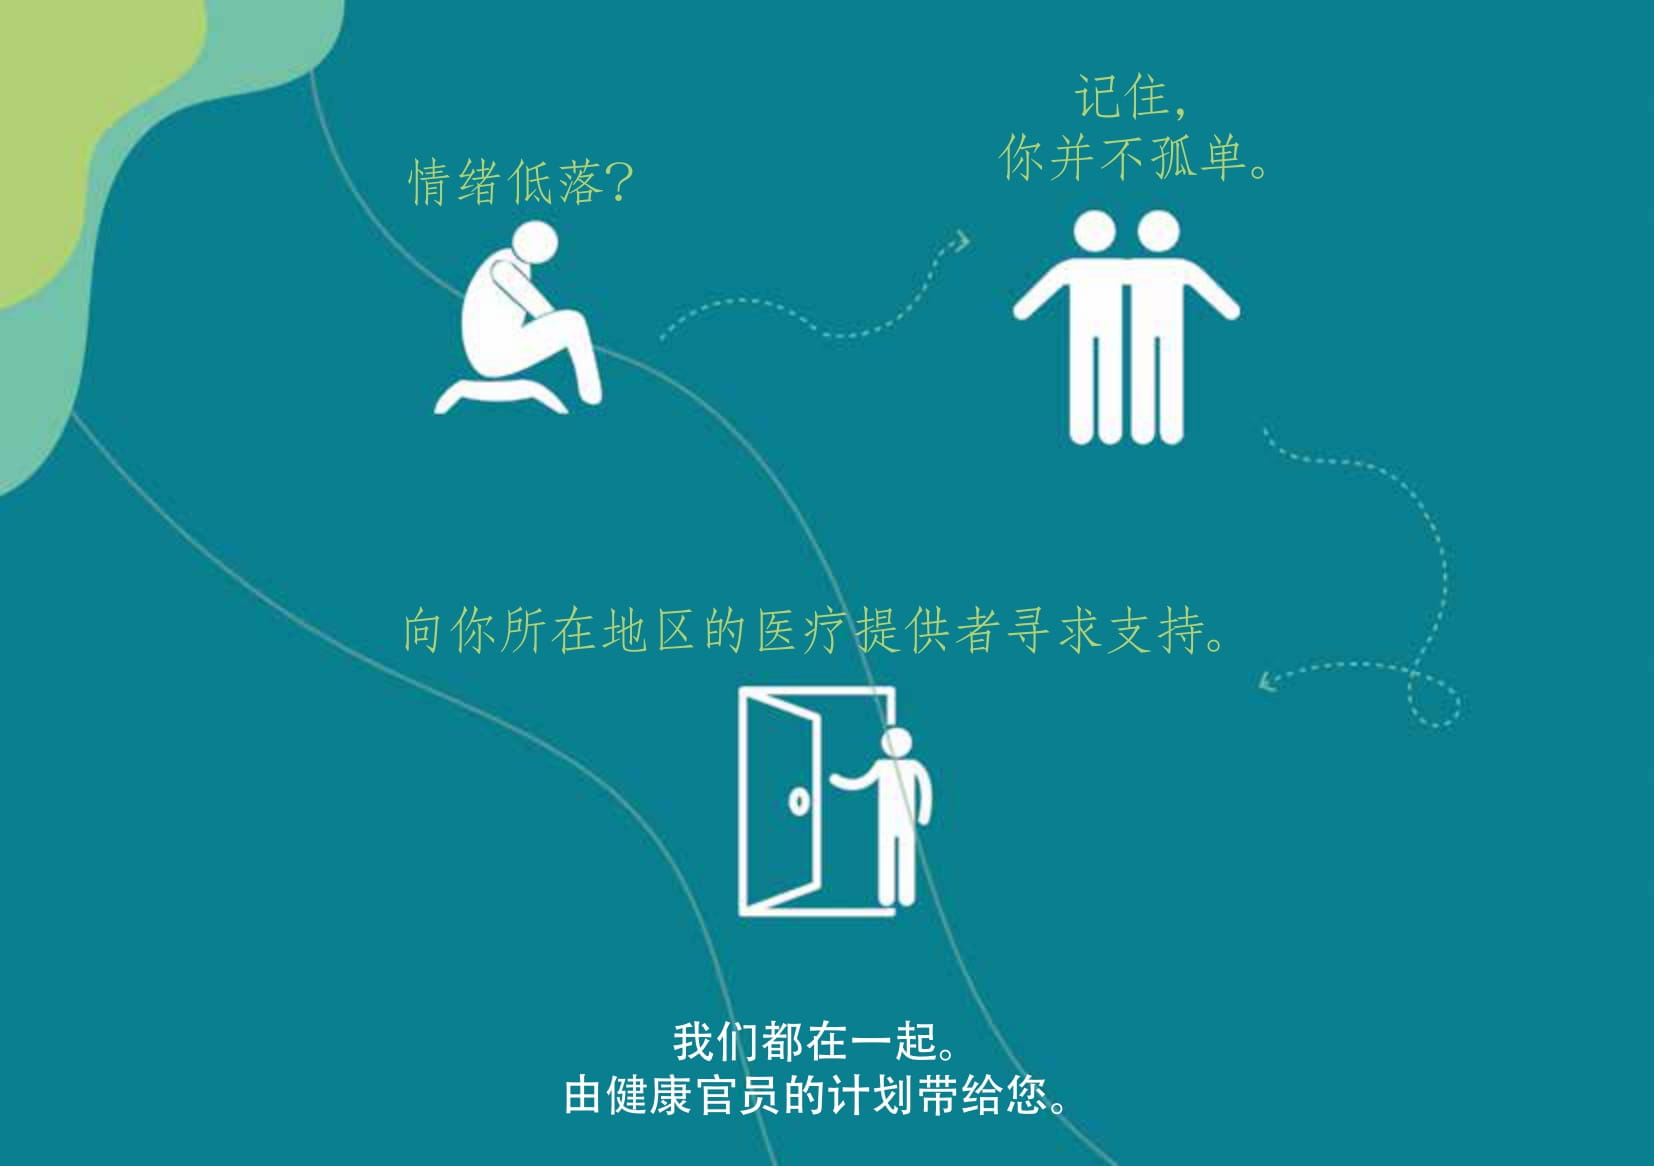 情绪低落?
记住,
你并不孤单。
向你所在地区的医疗提供者寻求支持。
我们都在一起。
由健康官员的计划带给您。